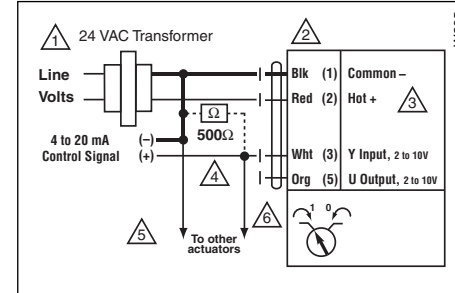 1 24 VAC Transformer
2
Line
Volts
Blk (1) Common –
Red (2) Hot +
3
Ω
500Ω
4 to 20 mA (–)
Control Signal (+)
Wht (3) Y Input, 2 to 10V
Org (5) U Output, 2 to 10V
4
5
6
To other
actuators
1 0